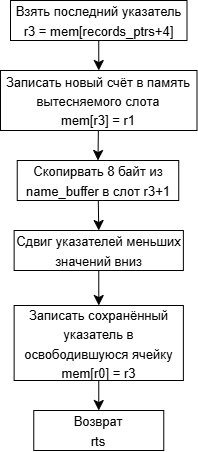 Взять последний указатель
r3 = mem[records_ptrs+4]
Записать новый счёт в память
вытесняемого слота
mem[r3] = r1
Скопирвать 8 байт из
name_buffer в слот r3+1
Сдвиг указателей меньших
значений вниз
Записать сохранённый
указатель в
освободившуюся ячейку
mem[r0] = r3
Возврат
rts